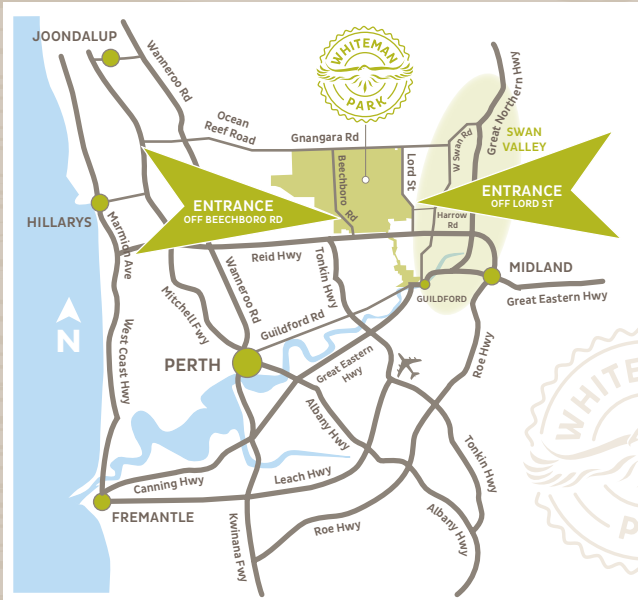 JOONDALUP
Wanneroo Rd
WHITEMAN
PARK
Great Northern Hwy
Ocean
Reef Road
Gnangara Rd
W Swan Rd
SWAN
VALLEY
Beechboro
Rd
Lord St
ENTRANCE
OFF BEECHBORO RD
ENTRANCE
OFF LORD ST
HILLARYS
Marmion
Ave
Harrow
Rd
Reid Hwy
Wanneroo Rd
Tonkin Hwy
MIDLAND
GUILDFORD
Great Eastern Hwy
Mitchell Fwy
Guildford Rd
N
West Coast Hwy
PERTH
Great Eastern
Hwy
Roe Hwy
Albany Hwy
WHITEMAN
Tonkin Hwy
Canning Hwy
Leach Hwy
FREMANTLE
Kwinana Fwy
Roe Hwy
Albany Hwy
P